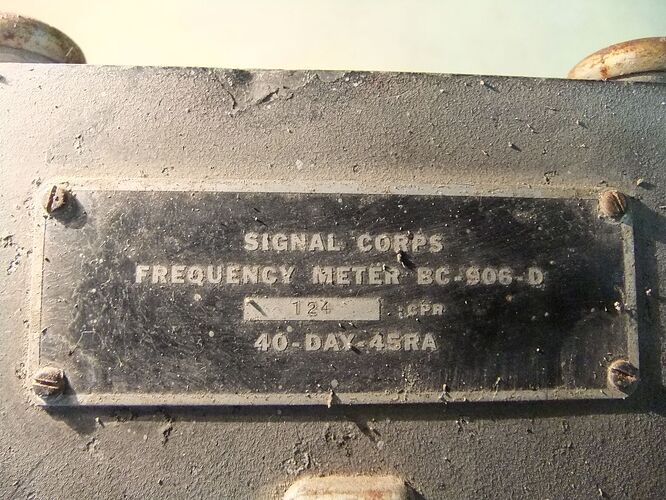 SIGNAL CORPS
FREQUENCY METER BC-906-D
124 CPR
40-DAY-45RA